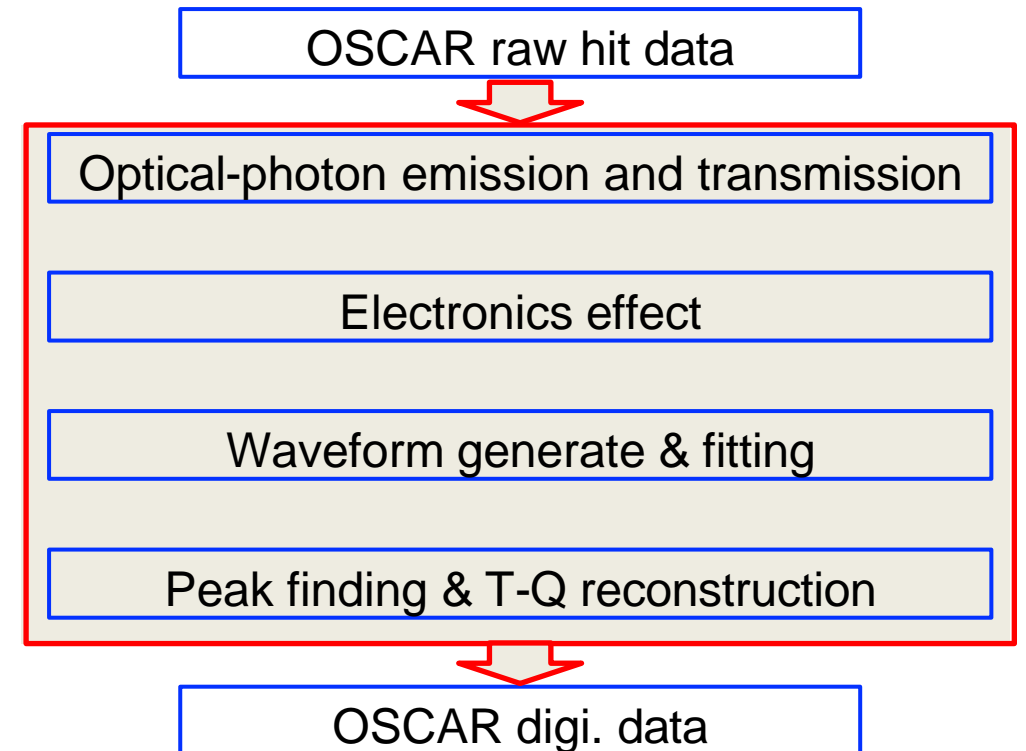 OSCAR raw hit data
Optical-photon emission and transmission
Electronics effect
Waveform generate & fitting
Peak finding & T-Q reconstruction
OSCAR digi. data